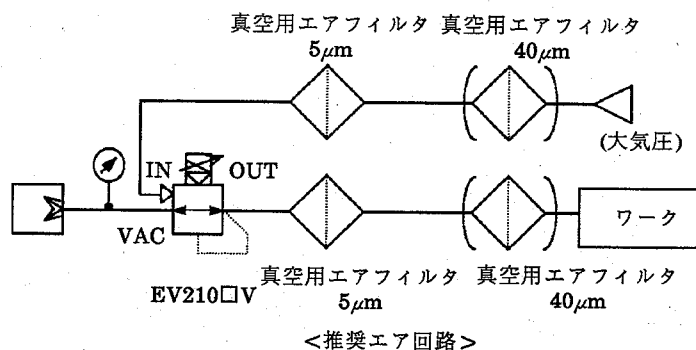 真空用エアフィルタ 真空用エアフィルタ
5μm 40μm
(大気圧)
IN OUT
VAC
ワーク
EV210□V
真空用エアフィルタ 真空用エアフィルタ
5μm 40μm
<推奨エア回路>